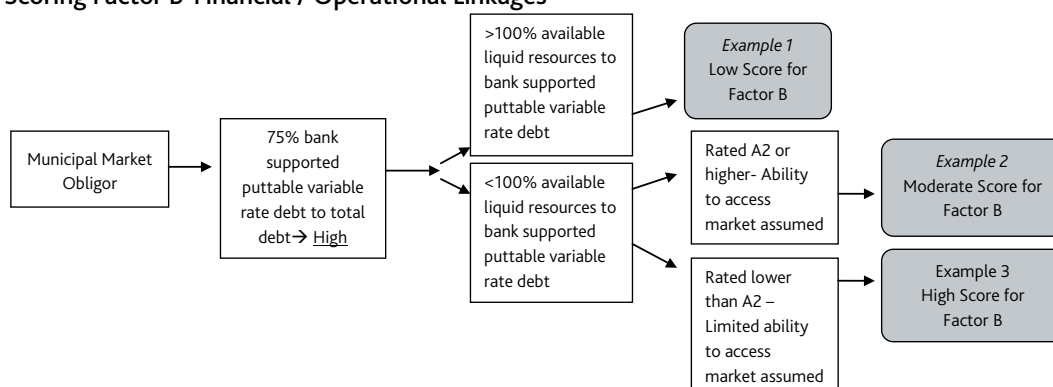 Scoring Factor B-Financial / Operational Linkages
Municipal Market
Obligor
75% bank
supported
puttable variable
rate debt to total
debt→ High
>100% available
liquid resources to
bank supported
puttable variable
rate debt
<100% available
liquid resources to
bank supported
puttable variable
rate debt
Example 1
Low Score for
Factor B
Rated A2 or
higher- Ability
to access
market assumed
Example 2
Moderate Score for
Factor B
Rated lower
than A2 –
Limited ability
to access
market assumed
Example 3
High Score for
Factor B